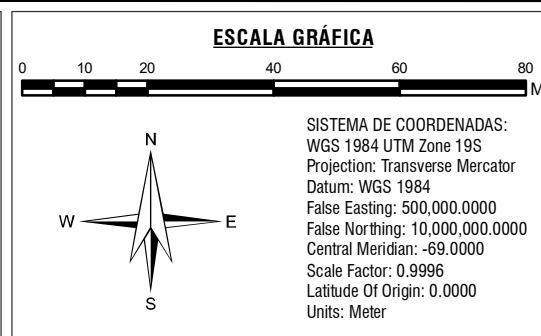 ESCALA GRÁFICA
0 10 20 40 60 80
M
N
W E
S
SISTEMA DE COORDENADAS:
WGS 1984 UTM Zone 19S
Projection: Transverse Mercator
Datum: WGS 1984
False Easting: 500,000.0000
False Northing: 10,000,000.0000
Central Meridian: -69.0000
Scale Factor: 0.9996
Latitude Of Origin: 0.0000
Units: Meter